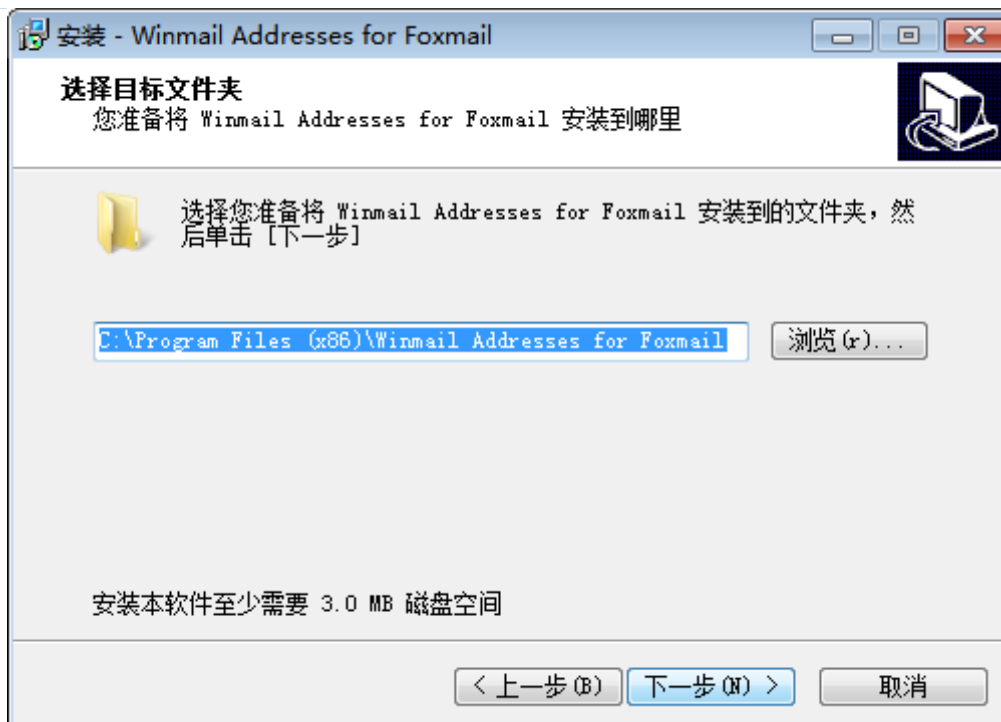 安装 - Winmail Addresses for Foxmail
选择目标文件夹
您准备将 Winmail Addresses for Foxmail 安装到哪里
选择您准备将 Winmail Addresses for Foxmail 安装到的文件夹，然
后单击 [下一步]
C:\Program Files (x86)\Winmail Addresses for Foxmail
浏览(r)...
安装本软件至少需要 3.0 MB 磁盘空间
< 上一步(B)
下一步(N) >
取消